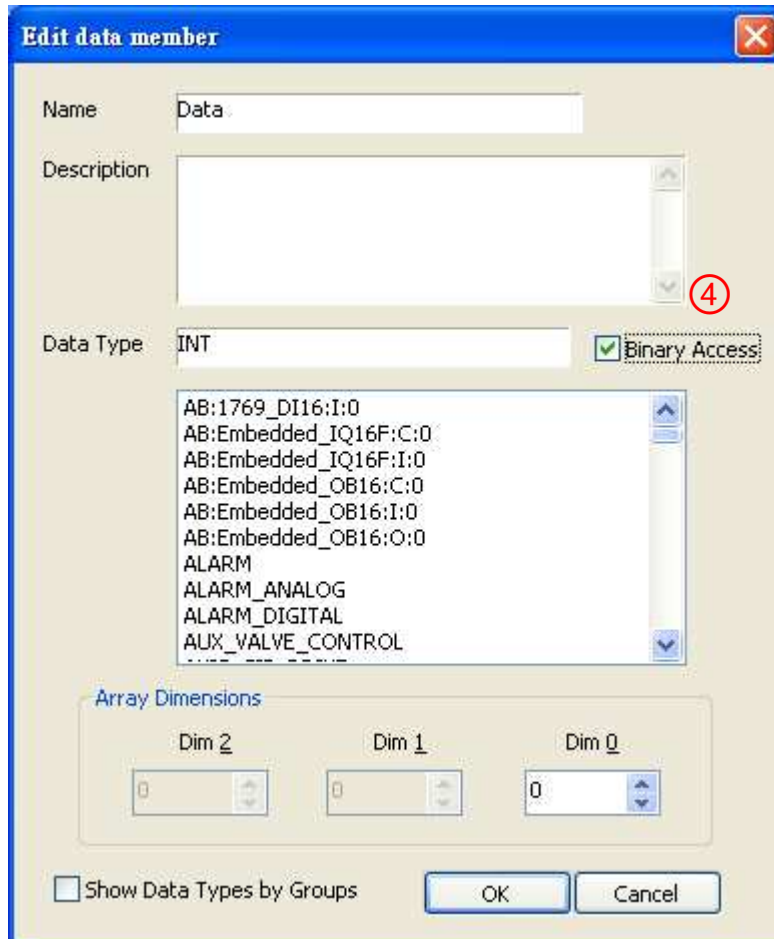 Edit data member
Name Data
Description
④
Data Type INT Binary Access
AB:1769_DI16:I:0
AB:Embedded_IQ16F:C:0
AB:Embedded_IQ16F:I:0
AB:Embedded_OB16:C:0
AB:Embedded_OB16:I:0
AB:Embedded_OB16:O:0
ALARM
ALARM_ANALOG
ALARM_DIGITAL
AUX_VALVE_CONTROL
Array Dimensions
Dim 2 Dim 1 Dim 0
0 0 0
Show Data Types by Groups OK Cancel